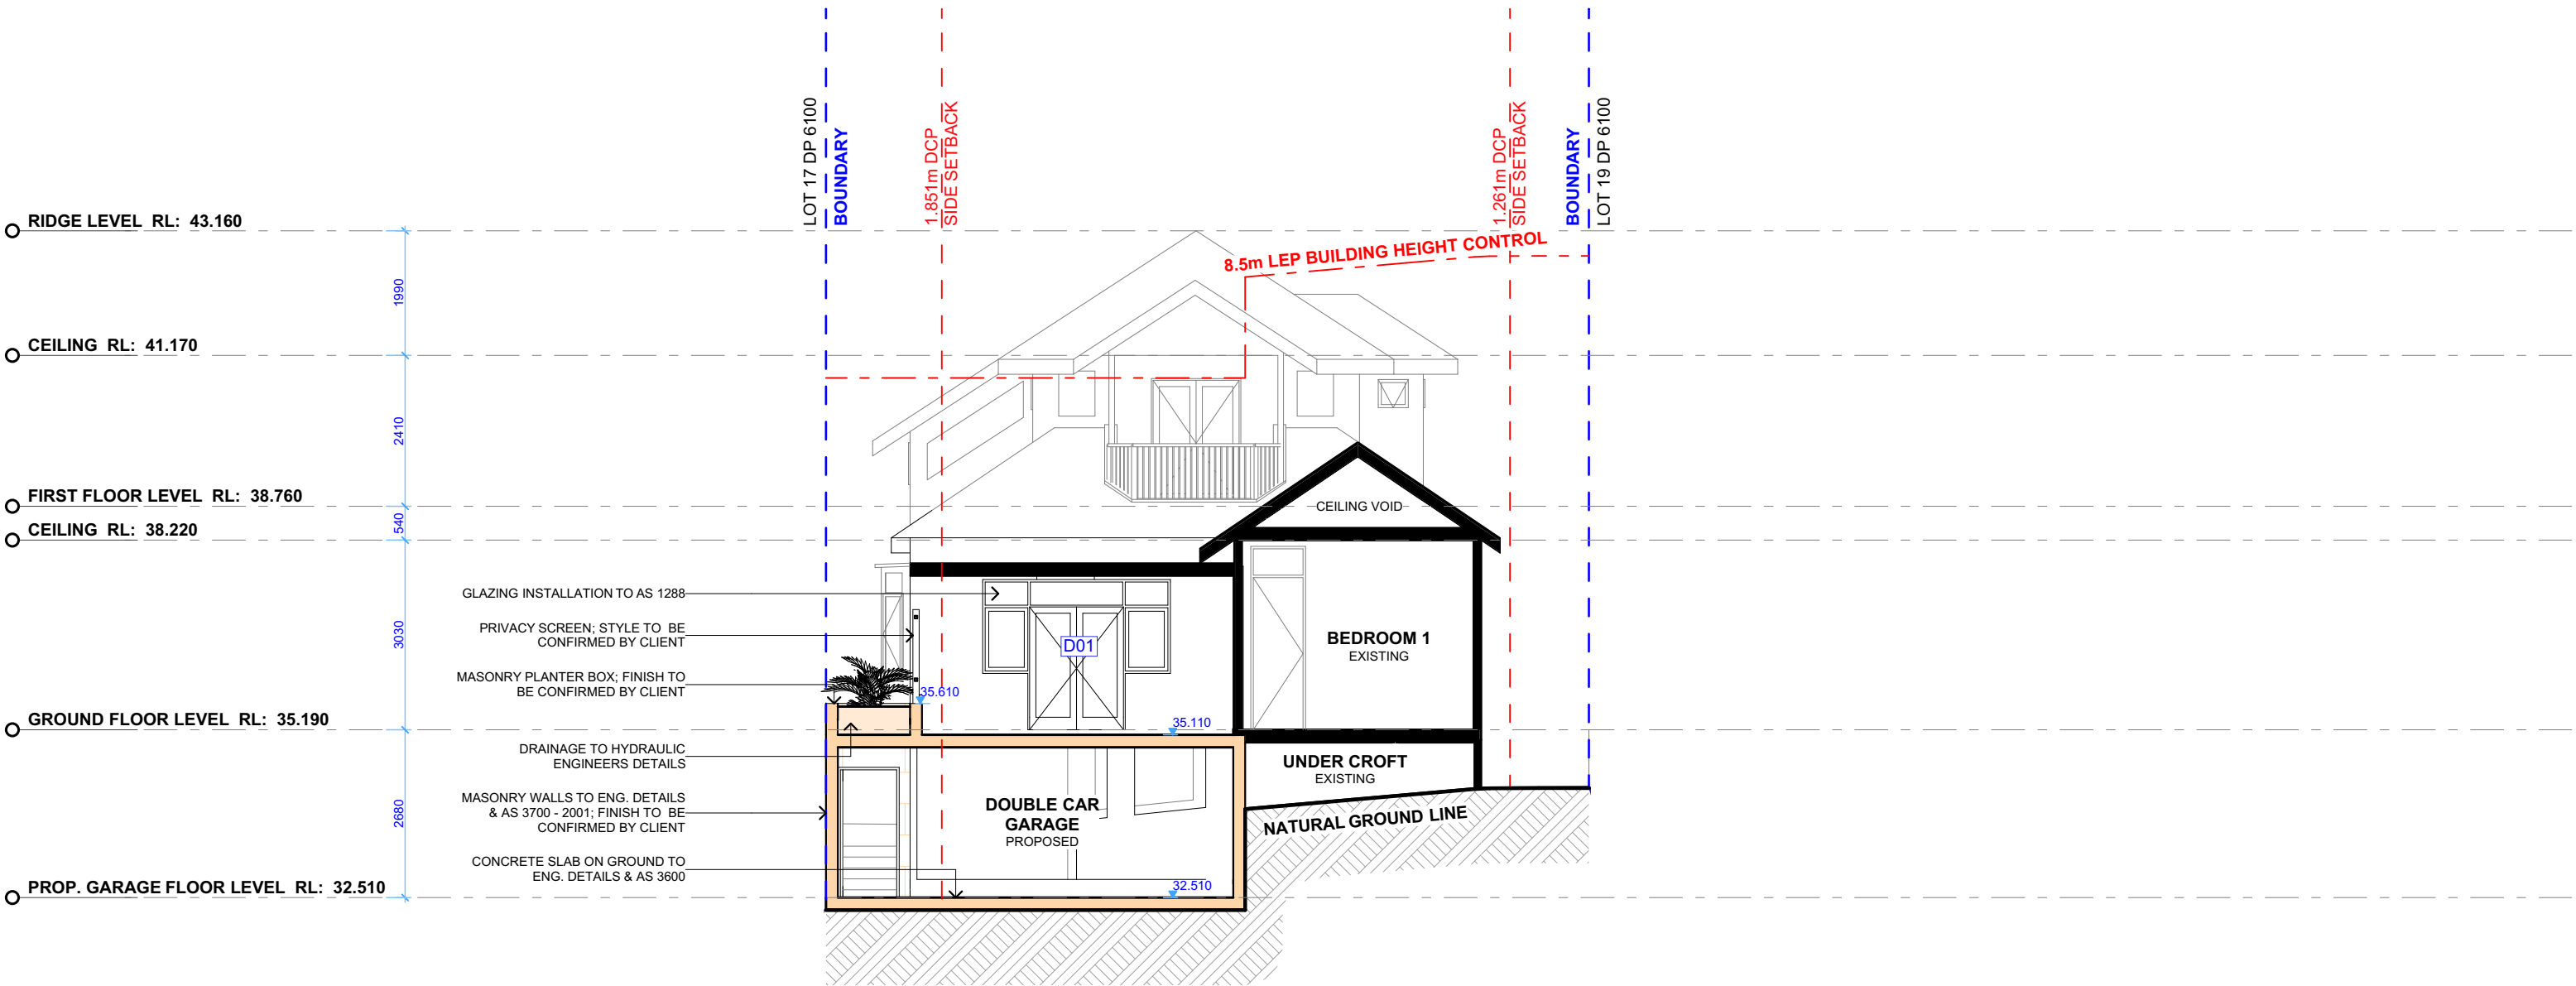 LOT 17 DP 6100
BOUNDARY
1.851m DCP
SIDE SETBACK
1.261m DCP
SIDE SETBACK
BOUNDARY
LOT 19 DP 6100
RIDGE LEVEL RL: 43.160
8.5m LEP BUILDING HEIGHT CONTROL
1990
CEILING RL: 41.170
2410
FIRST FLOOR LEVEL RL: 38.760
CEILING VOID
540
CEILING RL: 38.220
GLAZING INSTALLATION TO AS 1288
PRIVACY SCREEN; STYLE TO BE
CONFIRMED BY CLIENT
3030
D01
BEDROOM 1
EXISTING
MASONRY PLANTER BOX; FINISH TO
BE CONFIRMED BY CLIENT
35.610
GROUND FLOOR LEVEL RL: 35.190
35.110
DRAINAGE TO HYDRAULIC
ENGINEERS DETAILS
UNDER CROFT
EXISTING
MASONRY WALLS TO ENG. DETAILS
& AS 3700 - 2001; FINISH TO BE
CONFIRMED BY CLIENT
2680
DOUBLE CAR
GARAGE
PROPOSED
NATURAL GROUND LINE
CONCRETE SLAB ON GROUND TO
ENG. DETAILS & AS 3600
PROP. GARAGE FLOOR LEVEL RL: 32.510
32.510